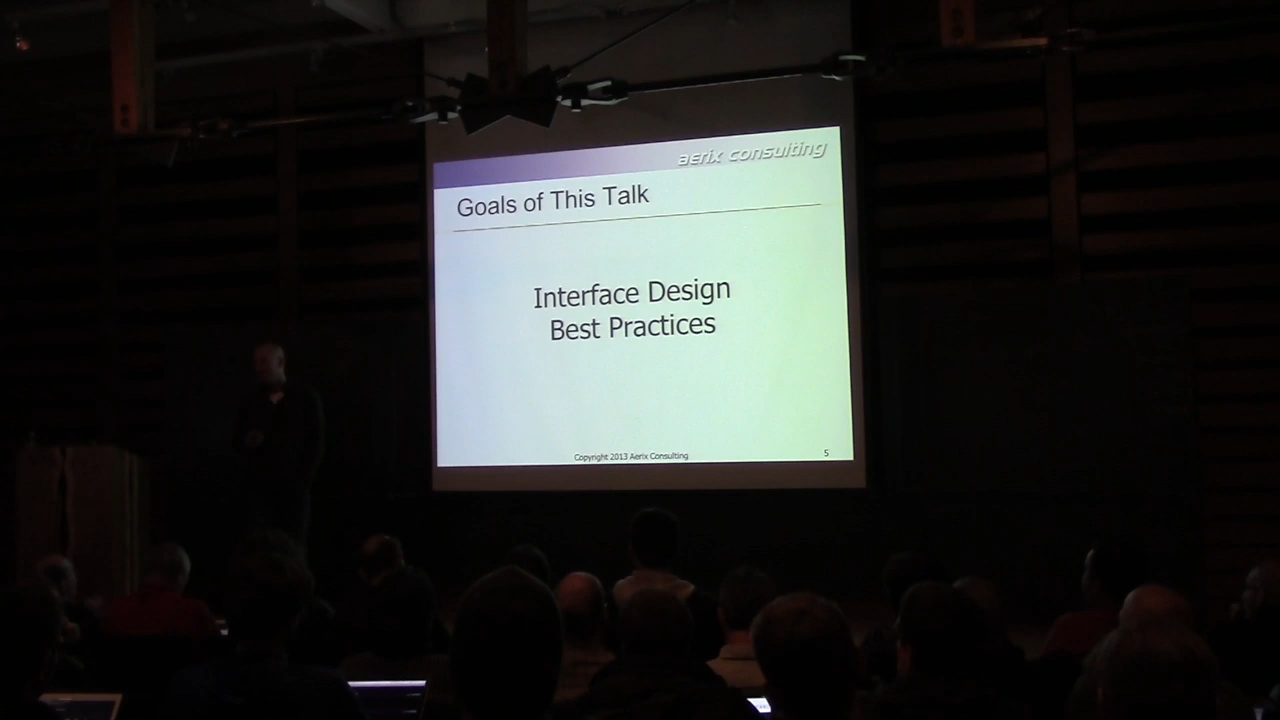 aerix consulting
Goals of This Talk
Interface Design
Best Practices
Copyright 2013 Aerix Consulting
5